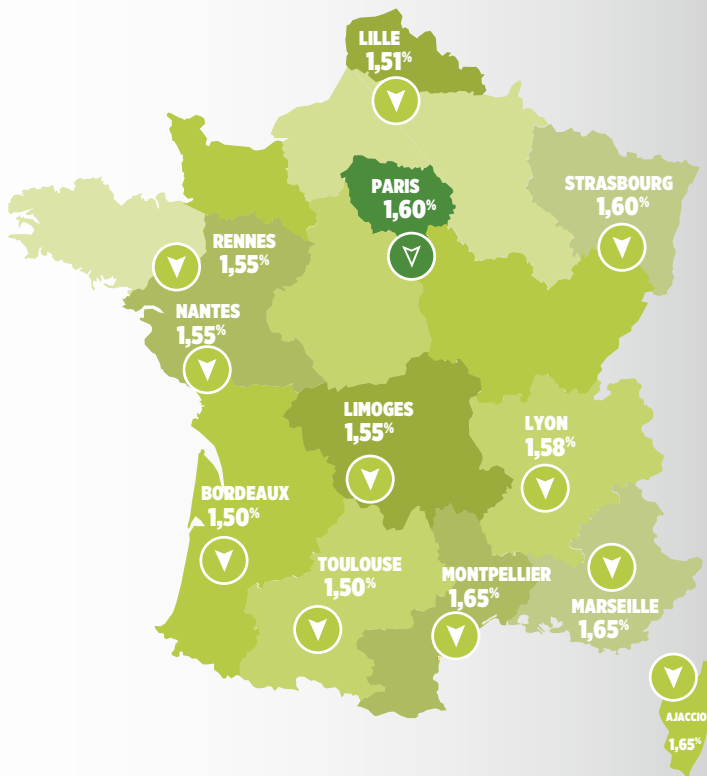 LILLE
1,51%
PARIS
1,60%
STRASBOURG
1,60%
RENNES
1,55%
NANTES
1,55%
LIMOGES
1,55%
LYON
1,58%
BORDEAUX
1,50%
TOULOUSE
1,50%
MONTPELLIER
1,65%
MARSEILLE
1,65%
AJACCIO
1,65%